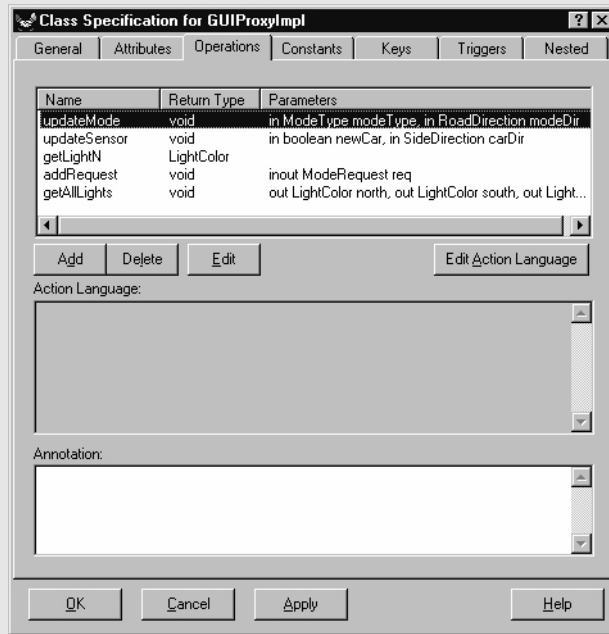 Class Specification for GUIProxyImpl
General Attributes Operations Constants Keys Triggers Nested
Name Return Type Parameters
updateMode void in ModeType modeType, in RoadDirection modeDir
updateSensor void in boolean newCar, in SideDirection carDir
getLightN LightColor
addRequest void inout ModeRequest req
getAllLights void out LightColor north, out LightColor south, out Light...
Add Delete Edit Edit Action Language
Action Language:
Annotation:
OK Cancel Apply Help